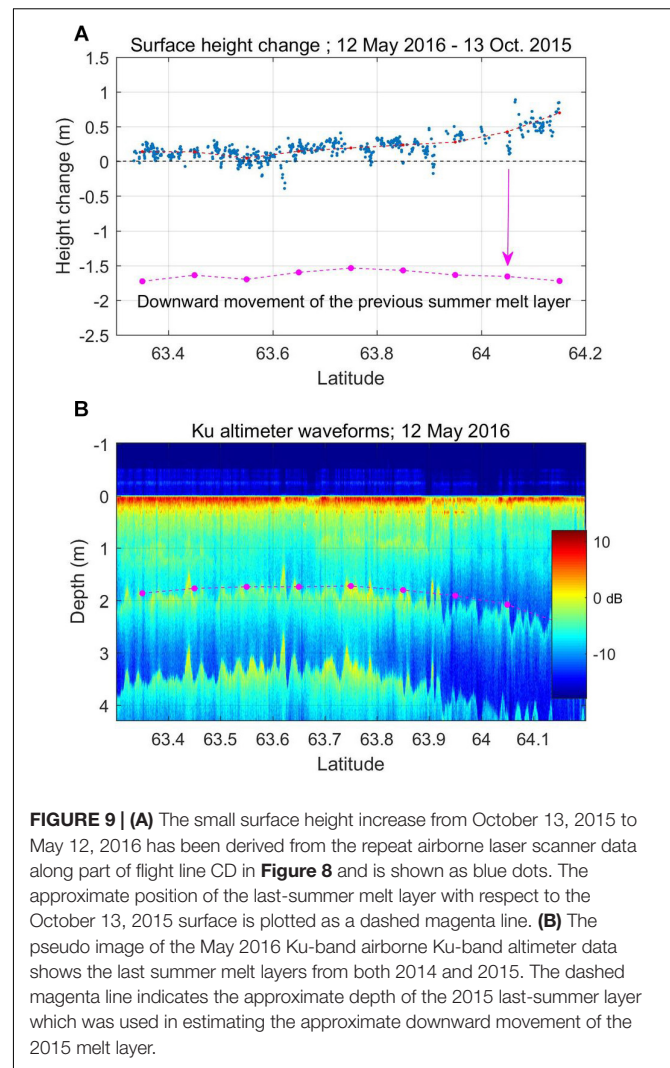 A
Surface height change ; 12 May 2016 - 13 Oct. 2015
1.5
1
0.5
0
-0.5
-1
-1.5
-2
-2.5
Height change (m)
Downward movement of the previous summer melt layer
63.4 63.6 63.8 64 64.2
Latitude
B
Ku altimeter waveforms; 12 May 2016
-1
0
1
2
3
4
Depth (m)
10
0 dB
-10
63.4 63.5 63.6 63.7 63.8 63.9 64 64.1
Latitude
FIGURE 9 | (A) The small surface height increase from October 13, 2015 to
May 12, 2016 has been derived from the repeat airborne laser scanner data
along part of flight line CD in Figure 8 and is shown as blue dots. The
approximate position of the last-summer melt layer with respect to the
October 13, 2015 surface is plotted as a dashed magenta line. (B) The
pseudo image of the May 2016 Ku-band airborne Ku-band altimeter data
shows the last summer melt layers from both 2014 and 2015. The dashed
magenta line indicates the approximate depth of the 2015 last-summer layer
which was used in estimating the approximate downward movement of the
2015 melt layer.